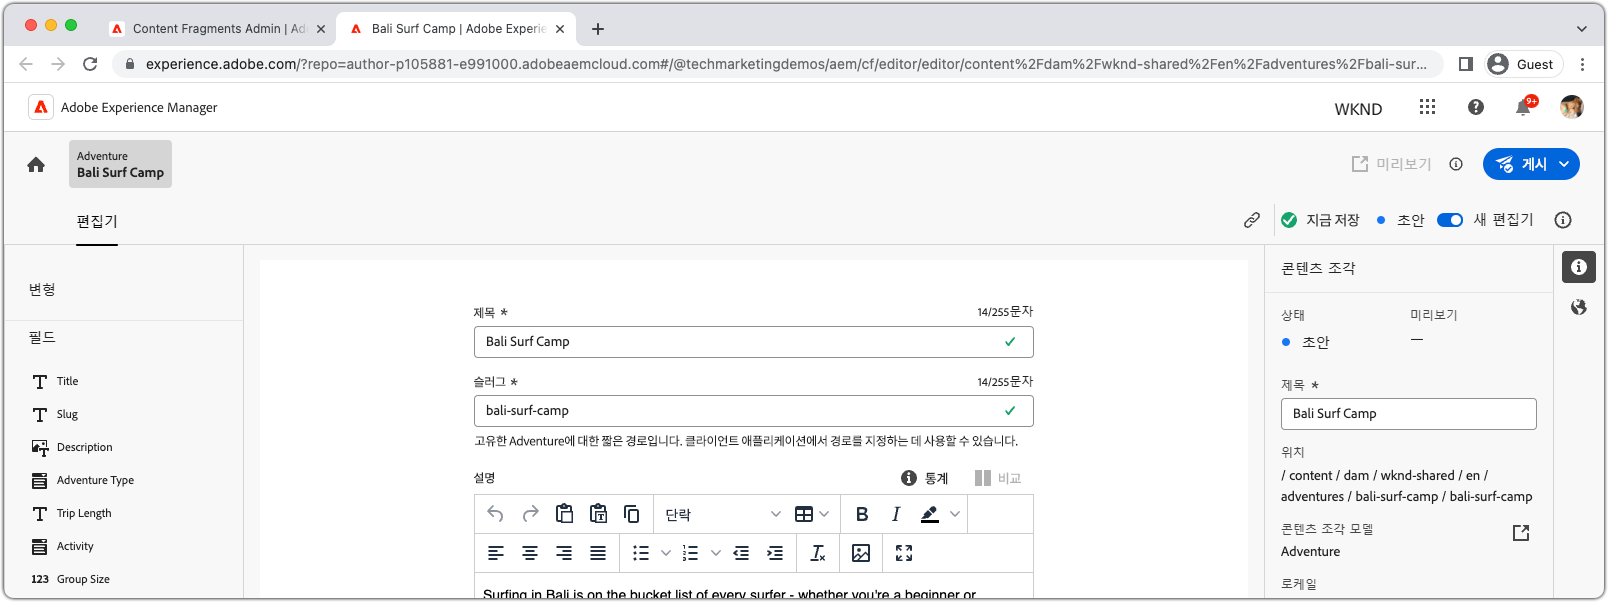 Content Fragments Admin | Ad
Bali Surf Camp | Adobe Experie
experience.adobe.com/?repo=author-p105881-e991000.adobeaemcloud.com#/@techmarketingdemos/aem/cf/editor/editor/content%2Fdam%2Fwknd-shared%2Fen%2Fadventures%2Fbali-sur...
Guest
Adobe Experience Manager
WKND
9+
Adventure
Bali Surf Camp
미리보기
게시
편집기
지금 저장
초안
새 편집기
변형
필드
Title
Slug
Description
Adventure Type
Trip Length
Activity
123 Group Size
제목 *
14/255문자
Bali Surf Camp
슬러그 *
14/255문자
bali-surf-camp
고유한 Adventure에 대한 짧은 경로입니다. 클라이언트 애플리케이션에서 경로를 지정하는 데 사용할 수 있습니다.
설명
통계
비교
단락
B I
Surfing in Bali is on the bucket list of every surfer - whether you're a beginner or
콘텐츠 조각
상태
미리보기
초안
—
제목 *
Bali Surf Camp
위치
/ content / dam / wknd-shared / en /
adventures / bali-surf-camp / bali-surf-camp
콘텐츠 조각 모델
Adventure
로케일